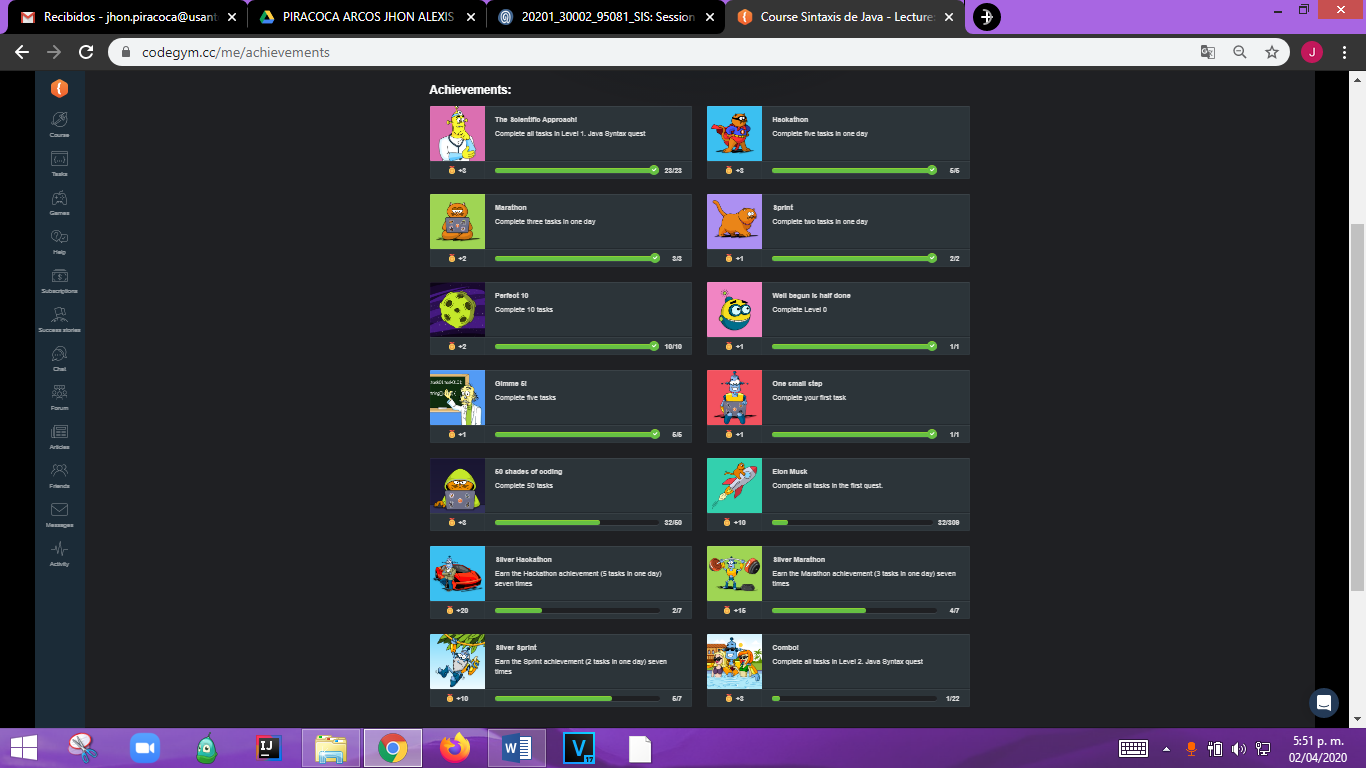 Recibidos - jhon.piracoca@usant
PIRACOCA ARCOS JHON ALEXIS
20201_30002_95081_SIS: Session
Course Sintaxis de Java - Lecture:
codegym.cc/me/achievements
J
Course
Tasks
Games
Help
Subscriptions
Success stories
Chat
Forum
Articles
Friends
Messages
Activity
Achievements:
The Scientific Approach!
Complete all tasks in Level 1. Java Syntax quest
+3
23/23
Hackathon
Complete five tasks in one day
+3
5/5
Marathon
Complete three tasks in one day
+2
3/3
Sprint
Complete two tasks in one day
+1
2/2
Perfect 10
Complete 10 tasks
+2
10/10
Well begun is half done
Complete Level 0
+1
1/1
Gimme 5!
Complete five tasks
+1
5/5
One small step
Complete your first task
+1
1/1
50 shades of coding
Complete 50 tasks
+3
32/50
Elon Musk
Complete all tasks in the first quest.
+10
32/309
Silver Hackathon
Earn the Hackathon achievement (5 tasks in one day)
seven times
+20
2/7
Silver Marathon
Earn the Marathon achievement (3 tasks in one day) seven
times
+15
4/7
Silver Sprint
Earn the Sprint achievement (2 tasks in one day) seven
times
+10
5/7
Combo!
Complete all tasks in Level 2. Java Syntax quest
+3
1/22
5:51 p. m.
02/04/2020